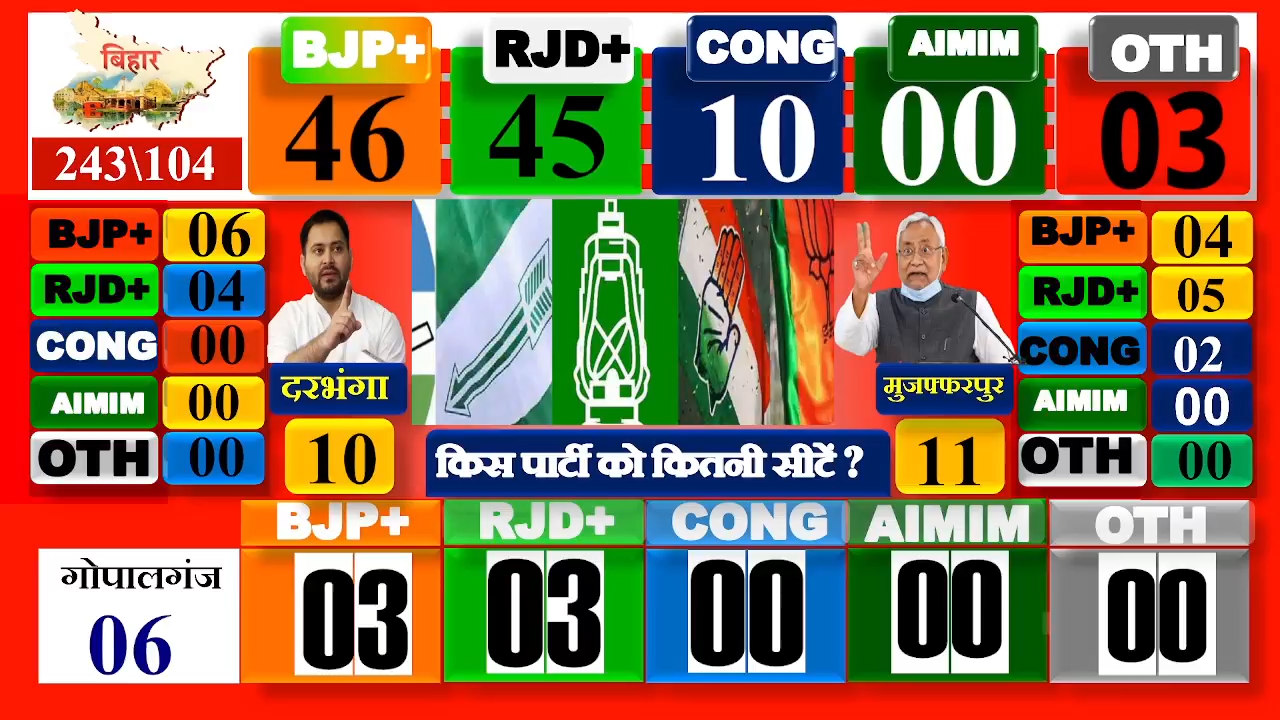 बिहार
243\104
BJP+
46
RJD+
45
CONG
10
AIMIM
00
OTH
03
BJP+ 06
RJD+ 04
CONG 00
AIMIM 00
OTH 00
दरभंगा
10
किस पार्टी को कितनी सीटें ?
मुजफ्फरपुर
11
BJP+ 04
RJD+ 05
CONG 02
AIMIM 00
OTH 00
गोपालगंज
06
BJP+
03
RJD+
03
CONG
00
AIMIM
00
OTH
00